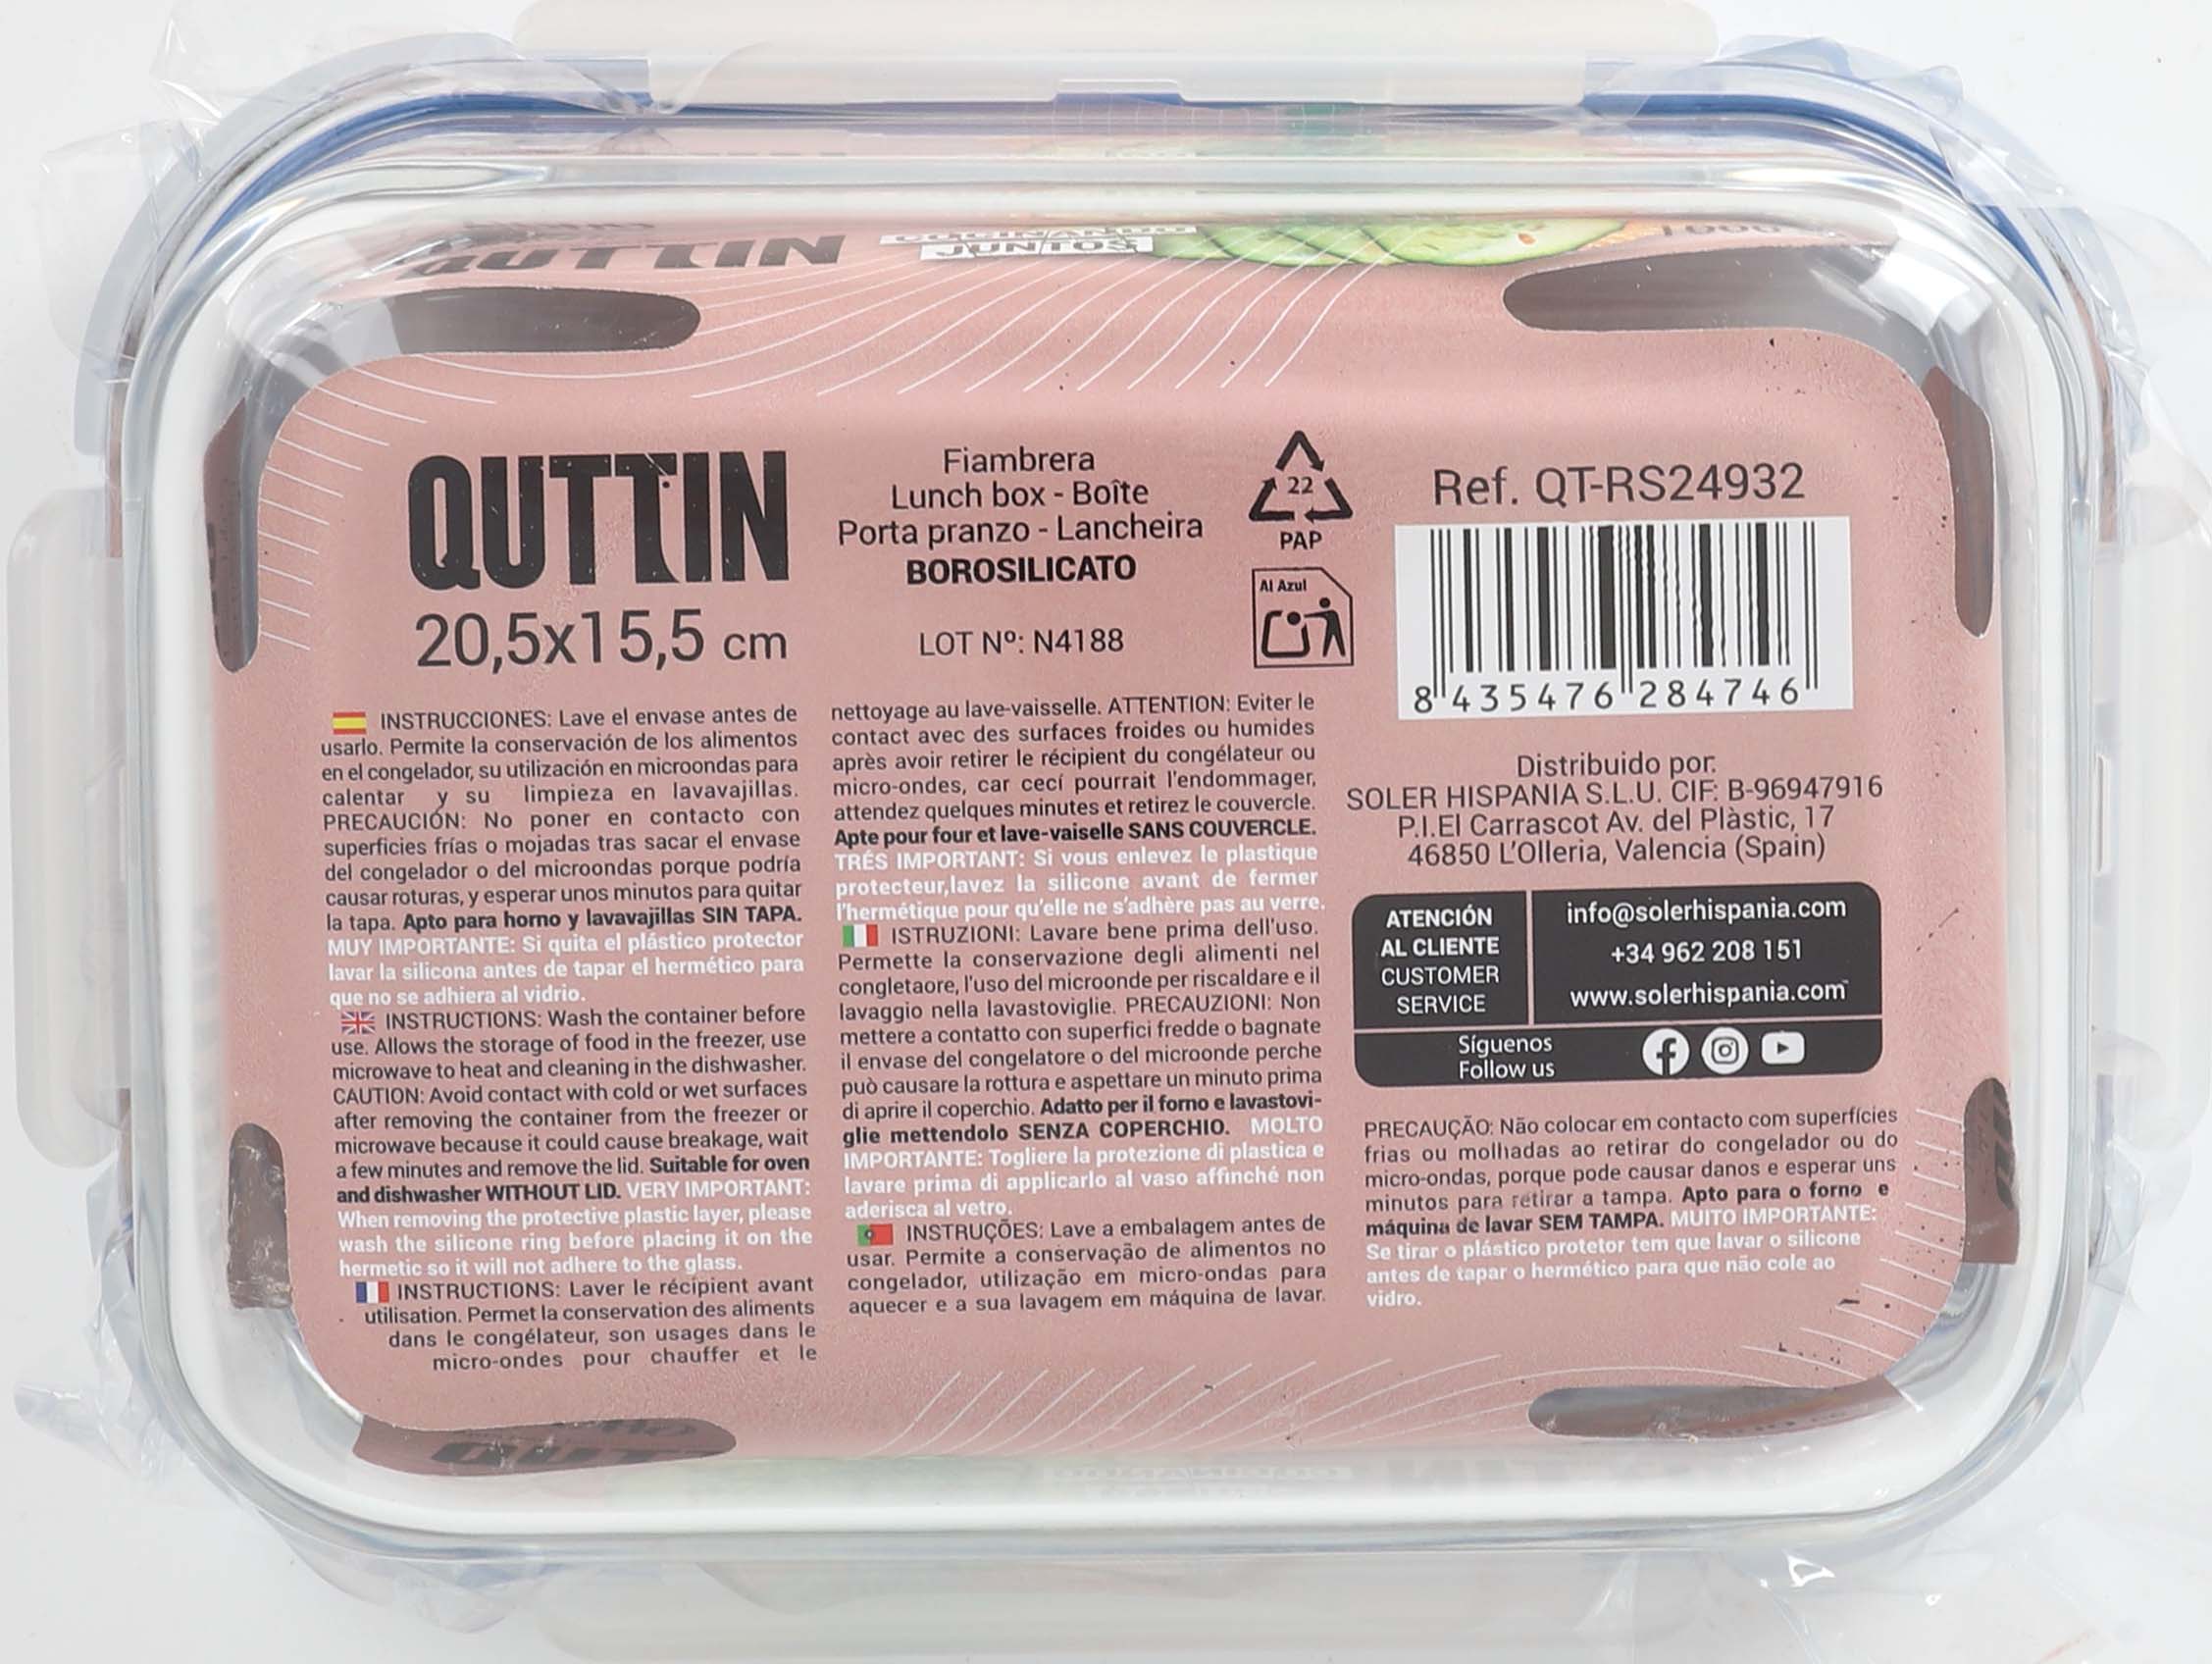 QUTTIN
COCINANDO
JUNTOS
QUTTIN
20,5x15,5 cm
Fiambrera
Lunch box - Boîte
Porta pranzo - Lancheira
BOROSILICATO
LOT Nº: N4188
22
PAP
Al Azul
Ref. QT-RS24932
8 435476 284746
INSTRUCCIONES: Lave el envase antes de
usarlo. Permite la conservación de los alimentos
en el congelador, su utilización en microondas para
calentar y su limpieza en lavavajillas.
PRECAUCIÓN: No poner en contacto con
superficies frías o mojadas tras sacar el envase
del congelador o del microondas porque podría
causar roturas, y esperar unos minutos para quitar
la tapa. Apto para horno y lavavajillas SIN TAPA.
MUY IMPORTANTE: Si quita el plástico protector
lavar la silicona antes de tapar el hermético para
que no se adhiera al vidrio.
INSTRUCTIONS: Wash the container before
use. Allows the storage of food in the freezer, use
microwave to heat and cleaning in the dishwasher.
CAUTION: Avoid contact with cold or wet surfaces
after removing the container from the freezer or
microwave because it could cause breakage, wait
a few minutes and remove the lid. Suitable for oven
and dishwasher WITHOUT LID. VERY IMPORTANT:
When removing the protective plastic layer, please
wash the silicone ring before placing it on the
hermetic so it will not adhere to the glass.
INSTRUCTIONS: Laver le récipient avant
utilisation. Permet la conservation des aliments
dans le congélateur, son usages dans le
micro-ondes pour chauffer et le
nettoyage au lave-vaisselle. ATTENTION: Eviter le
contact avec des surfaces froides ou humides
après avoir retirer le récipient du congélateur ou
micro-ondes, car cecí pourrait l'endommager,
attendez quelques minutes et retirez le couvercle.
Apte pour four et lave-vaiselle SANS COUVERCLE.
TRÉS IMPORTANT: Si vous enlevez le plastique
protecteur,lavez la silicone avant de fermer
l'hermétique pour qu'elle ne s'adhère pas au verre.
ISTRUZIONI: Lavare bene prima dell'uso.
Permette la conservazione degli alimenti nel
congletaore, l'uso del microonde per riscaldare e il
lavaggio nella lavastoviglie. PRECAUZIONI: Non
mettere a contatto con superfici fredde o bagnate
il envase del congelatore o del microonde perche
può causare la rottura e aspettare un minuto prima
di aprire il coperchio. Adatto per il forno e lavastovi-
glie mettendolo SENZA COPERCHIO. MOLTO
IMPORTANTE: Togliere la protezione di plastica e
lavare prima di applicarlo al vaso affinché non
aderisca al vetro.
INSTRUÇÕES: Lave a embalagem antes de
usar. Permite a conservação de alimentos no
congelador, utilização em micro-ondas para
aquecer e a sua lavagem em máquina de lavar.
Distribuido por:
SOLER HISPANIA S.L.U. CIF: B-96947916
P.I.El Carrascot Av. del Plàstic, 17
46850 L'Olleria, Valencia (Spain)
ATENCIÓN
AL CLIENTE
CUSTOMER
SERVICE
info@solerhispania.com
+34 962 208 151
www.solerhispania.com
Síguenos
Follow us
PRECAUÇÃO: Não colocar em contacto com superfícies
frias ou molhadas ao retirar do congelador ou do
micro-ondas, porque pode causar danos e esperar uns
minutos para retirar a tampa. Apto para o forno e
máquina de lavar SEM TAMPA. MUITO IMPORTANTE:
Se tirar o plástico protetor tem que lavar o silicone
antes de tapar o hermético para que não cole ao
vidro.